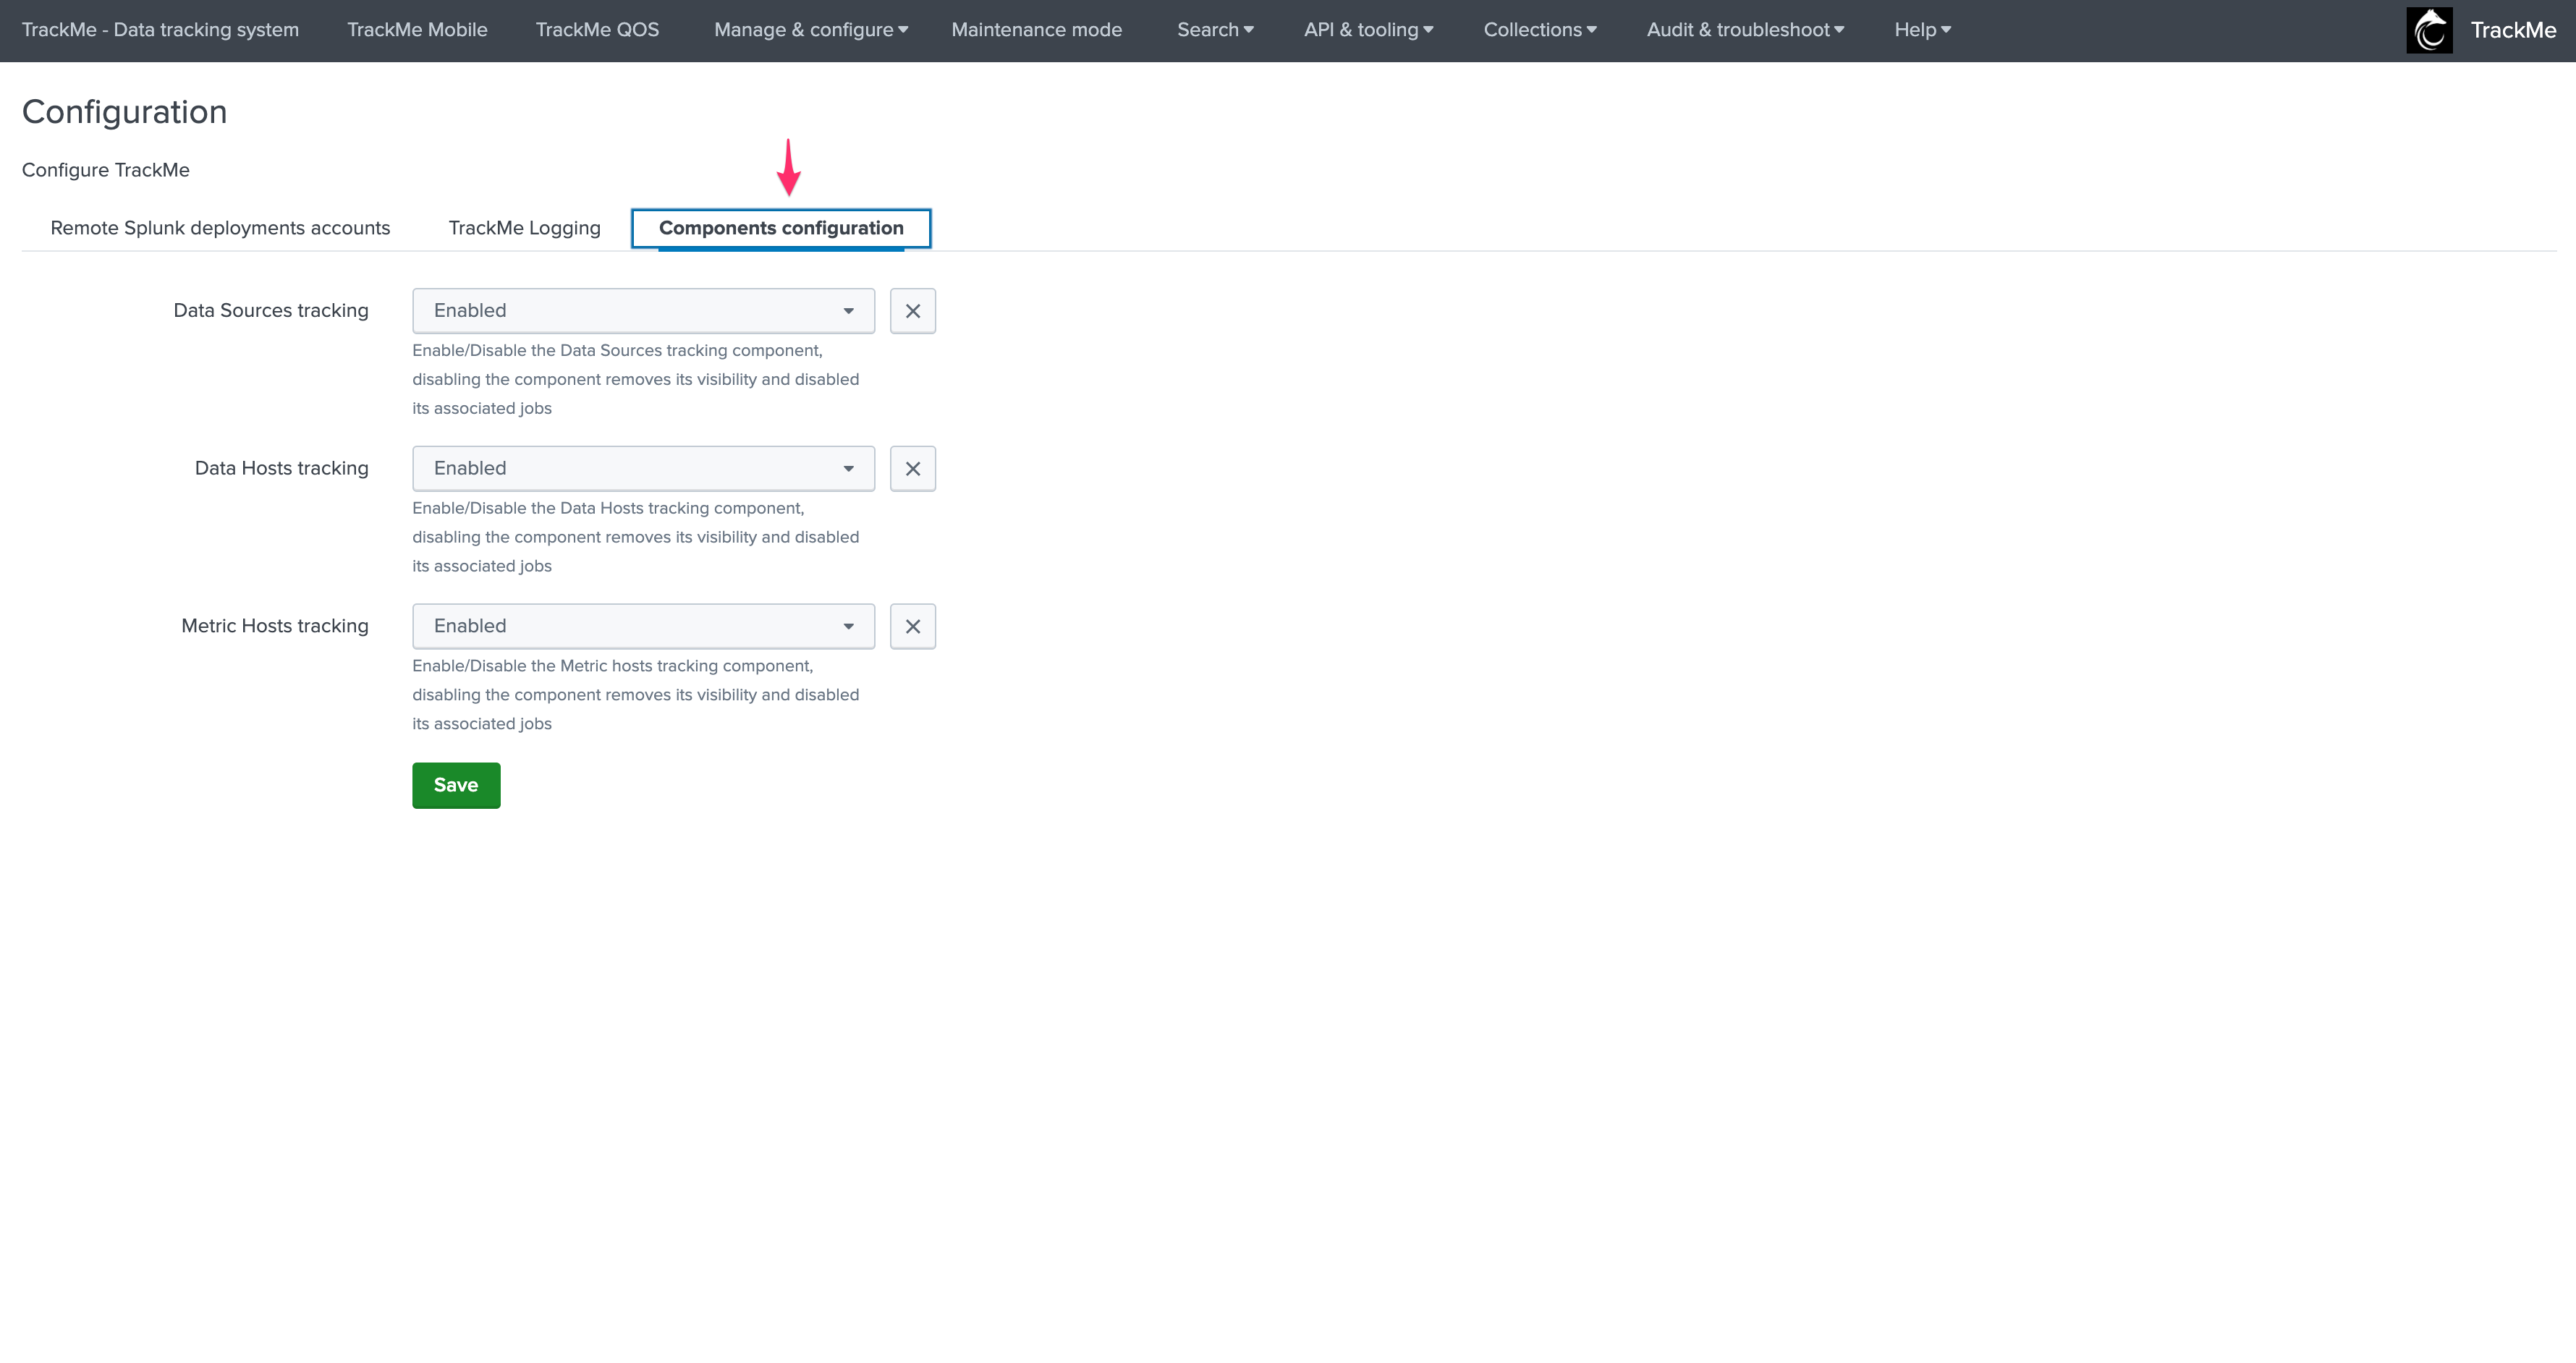 TrackMe - Data tracking system TrackMe Mobile TrackMe QOS Manage & configure Maintenance mode Search API & tooling Collections Audit & troubleshoot Help TrackMe
Configuration
Configure TrackMe
Remote Splunk deployments accounts TrackMe Logging Components configuration
Data Sources tracking Enabled
Enable/Disable the Data Sources tracking component,
disabling the component removes its visibility and disabled
its associated jobs
Data Hosts tracking Enabled
Enable/Disable the Data Hosts tracking component,
disabling the component removes its visibility and disabled
its associated jobs
Metric Hosts tracking Enabled
Enable/Disable the Metric hosts tracking component,
disabling the component removes its visibility and disabled
its associated jobs
Save